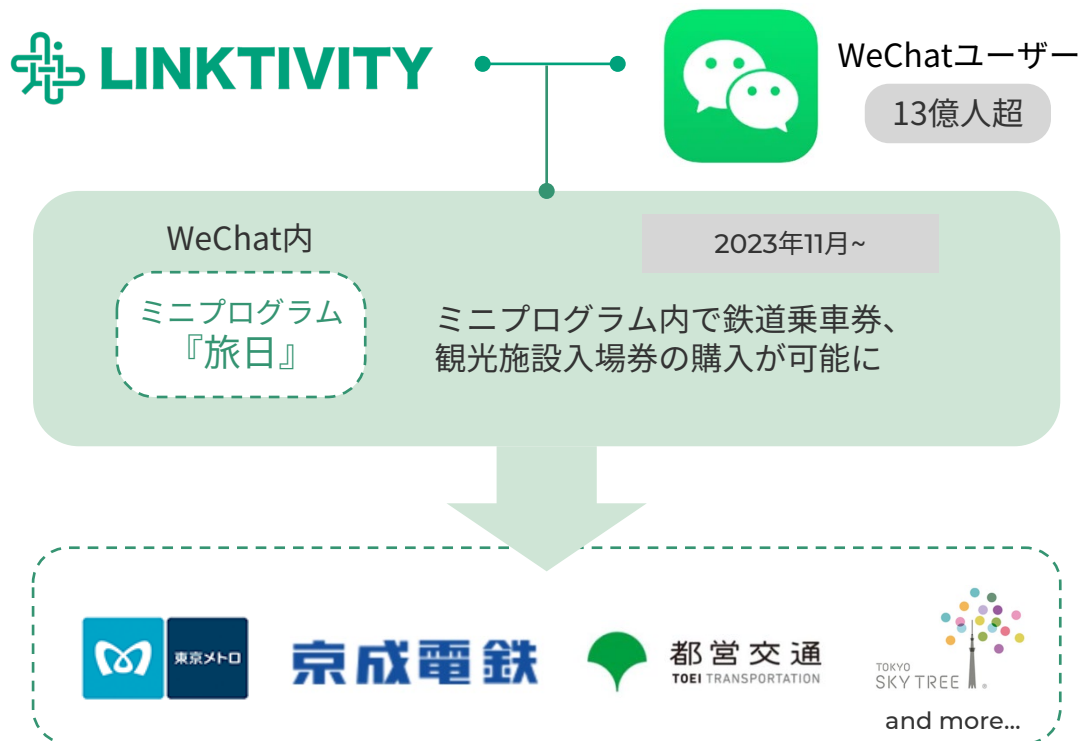 LINKTIVITY
WeChatユーザー
13億人超
WeChat内
2023年11月~
ミニプログラム
『旅日』
ミニプログラム内で鉄道乗車券、
観光施設入場券の購入が可能に
東京メトロ
京成電鉄
都営交通
TOEI TRANSPORTATION
TOKYO
SKY TREE
®
and more...